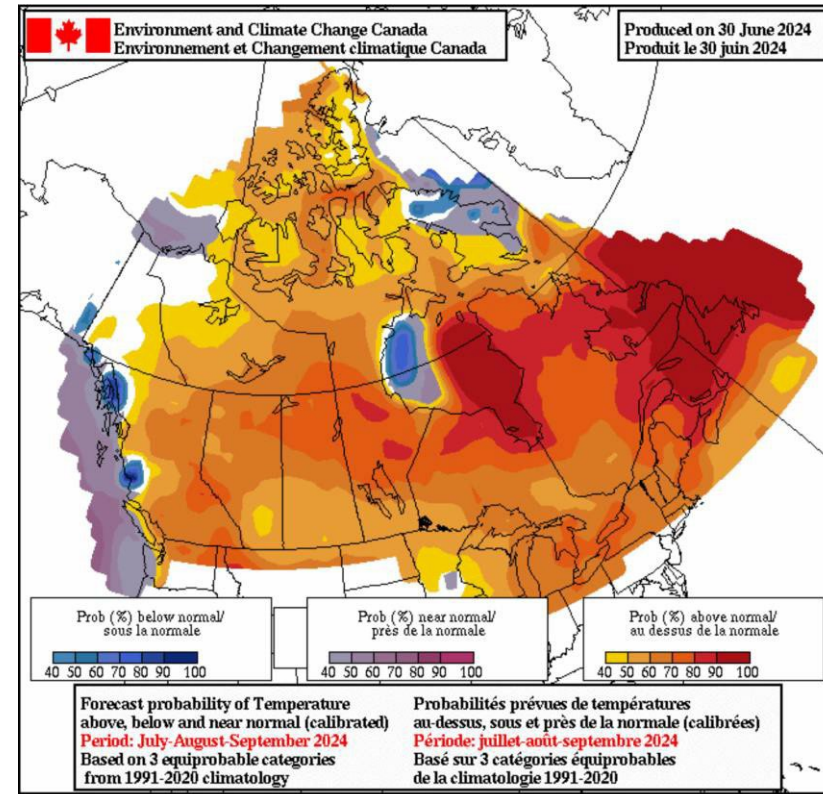 Environment and Climate Change Canada
Environnement et Changement climatique Canada
Produced on 30 June 2024
Produit le 30 juin 2024
Prob (%) below normal/
sous la normale
40 50 60 70 80 90 100
Prob (%) near normal/
près de la normale
40 50 60 70 80 90 100
Prob (%) above normal/
au dessus de la normale
40 50 60 70 80 90 100
Forecast probability of Temperature
above, below and near normal (calibrated)
Period: July-August-September 2024
Based on 3 equiprobable categories
from 1991-2020 climatology
Probabilités prévues de températures
au-dessus, sous et près de la normale (calibrées)
Période: juillet-août-septembre 2024
Basé sur 3 catégories équiprobables
de la climatologie 1991-2020